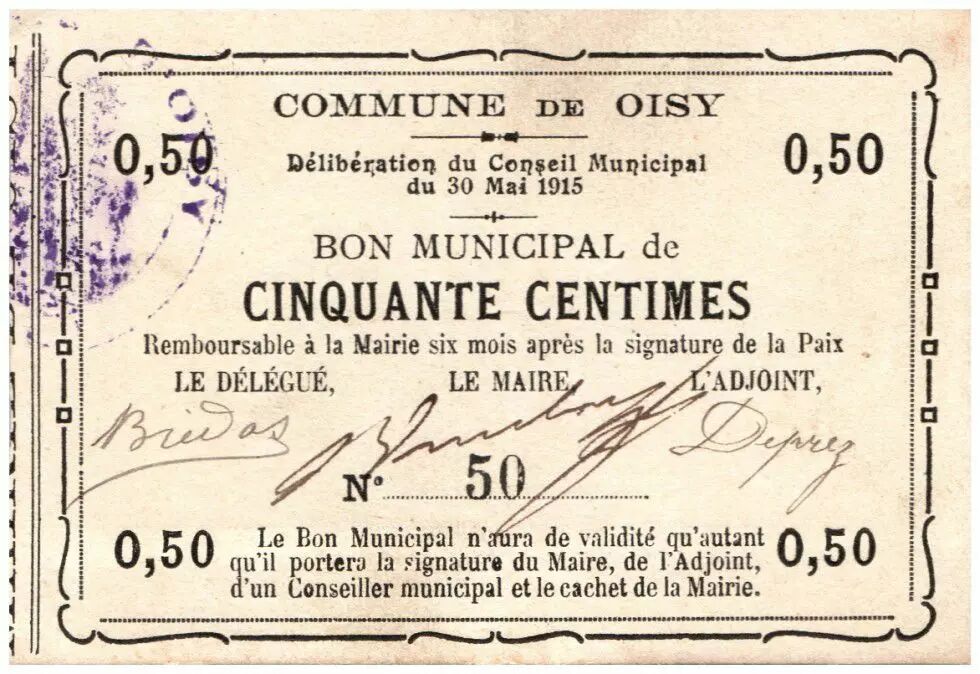 COMMUNE DE OISY
0,50
0,50
Délibération du Conseil Municipal
du 30 Mai 1915
OISY
BON MUNICIPAL de
CINQUANTE CENTIMES
Remboursable à la Mairie six mois après la signature de la Paix
LE DÉLÉGUÉ, LE MAIRE, L'ADJOINT,
Deprez
N° 50
0,50
0,50
Le Bon Municipal n'aura de validité qu'autant
qu'il portera la signature du Maire, de l'Adjoint,
d'un Conseiller municipal et le cachet de la Mairie.